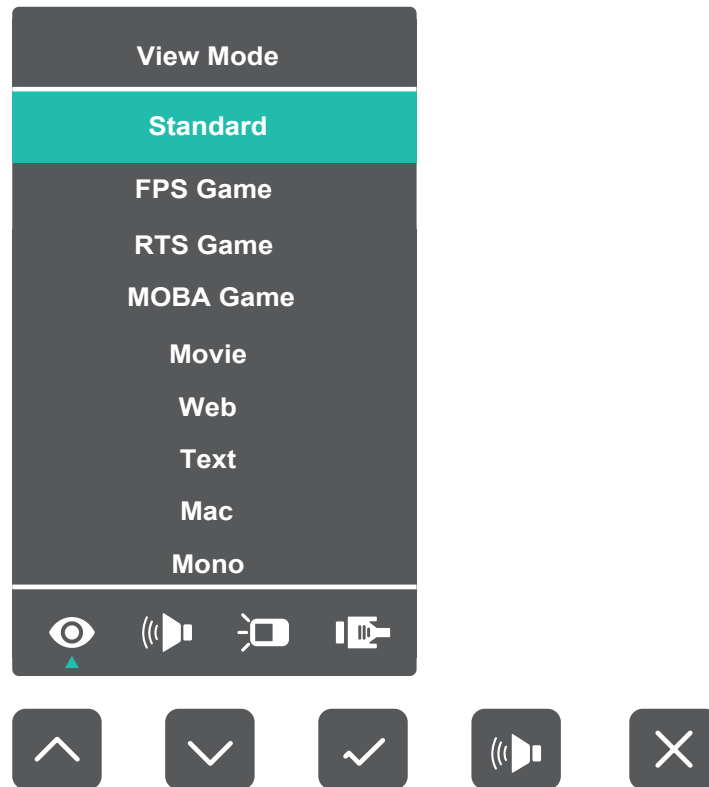 View Mode
Standard
FPS Game
RTS Game
MOBA Game
Movie
Web
Text
Mac
Mono